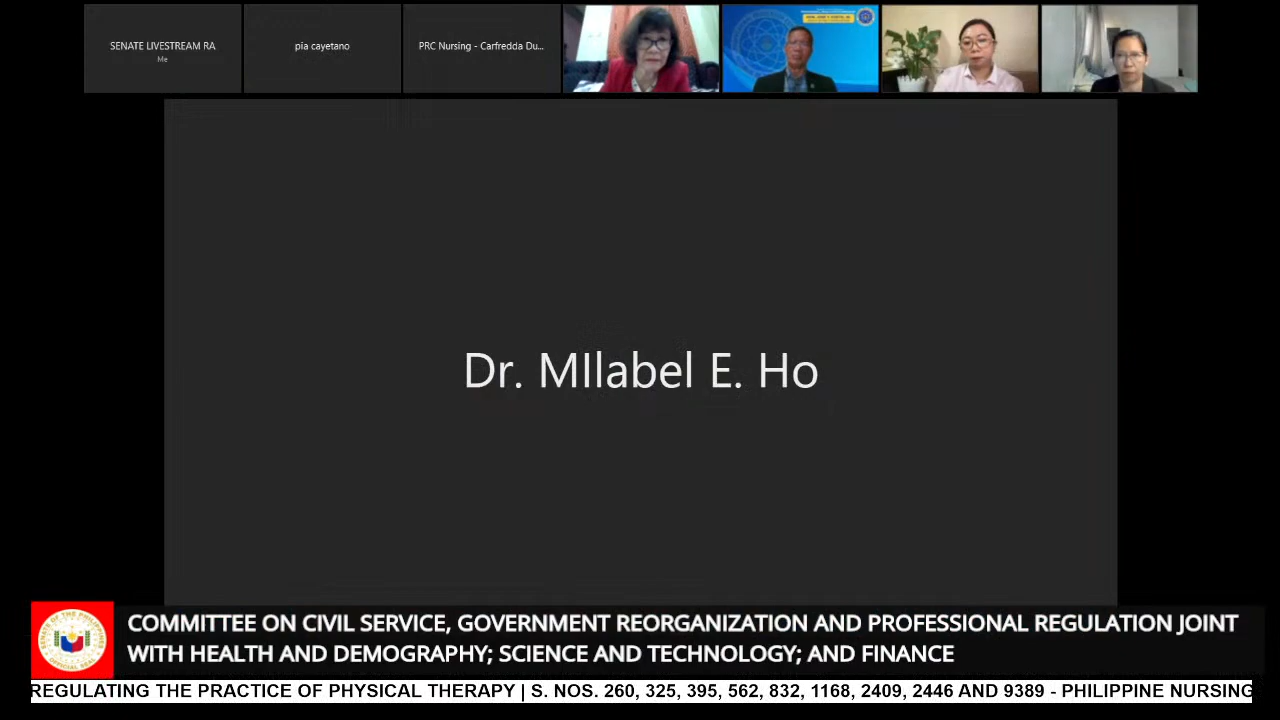 SENATE LIVESTREAM RA
Me
pia cayetano
PRC Nursing - Carfredda Du...
Dr. MIlabel E. Ho
COMMITTEE ON CIVIL SERVICE, GOVERNMENT REORGANIZATION AND PROFESSIONAL REGULATION JOINT
WITH HEALTH AND DEMOGRAPHY; SCIENCE AND TECHNOLOGY; AND FINANCE
REGULATING THE PRACTICE OF PHYSICAL THERAPY | S. NOS. 260, 325, 395, 562, 832, 1168, 2409, 2446 AND 9389 - PHILIPPINE NURSING